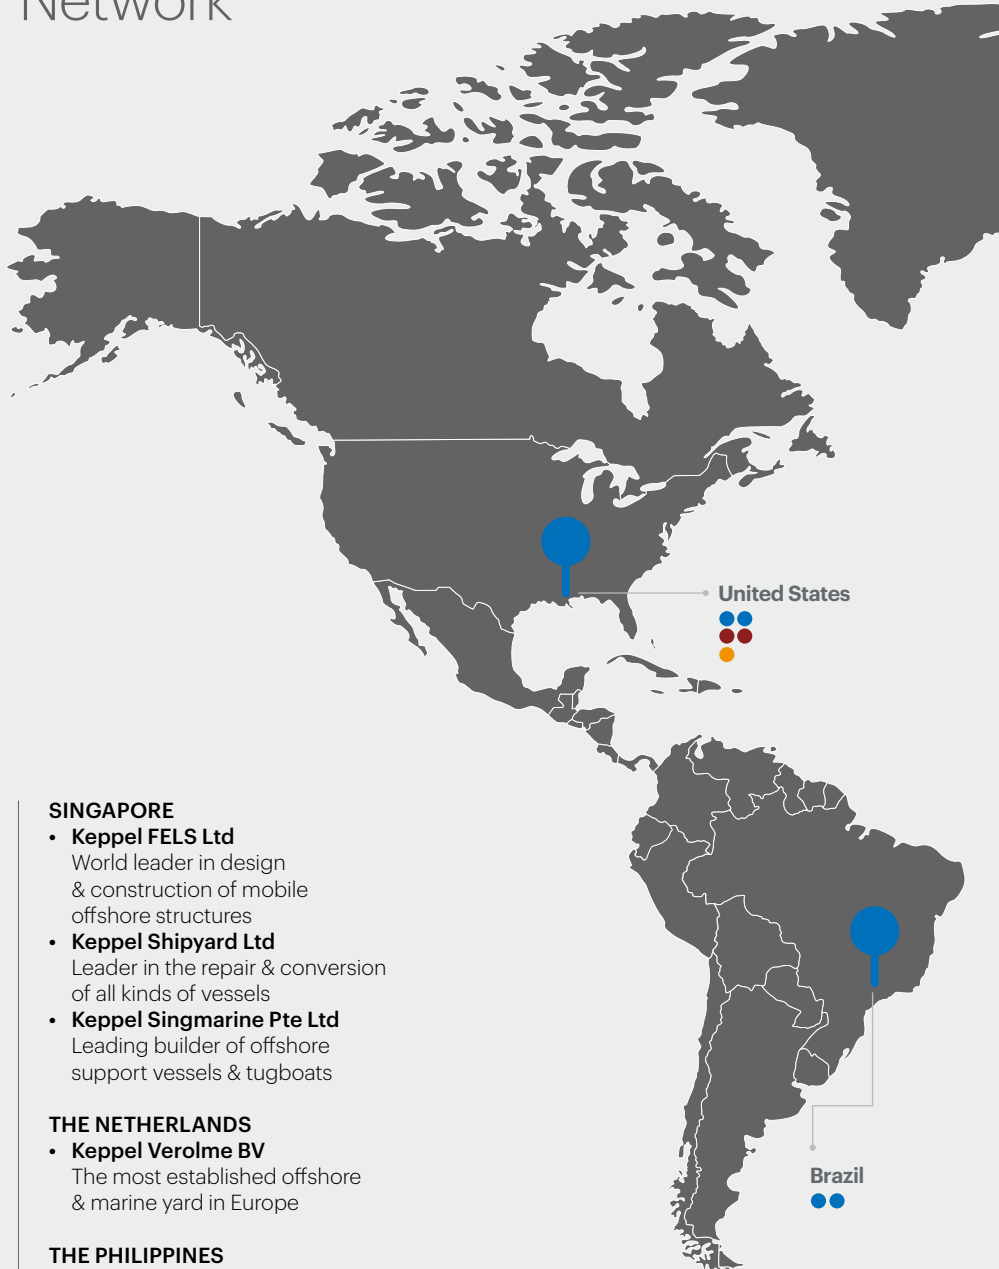 Network
United States
SINGAPORE
• Keppel FELS Ltd
World leader in design
& construction of mobile
offshore structures
• Keppel Shipyard Ltd
Leader in the repair & conversion
of all kinds of vessels
• Keppel Singmarine Pte Ltd
Leading builder of offshore
support vessels & tugboats
THE NETHERLANDS
• Keppel Verolme BV
The most established offshore
& marine yard in Europe
THE PHILIPPINES
Brazil